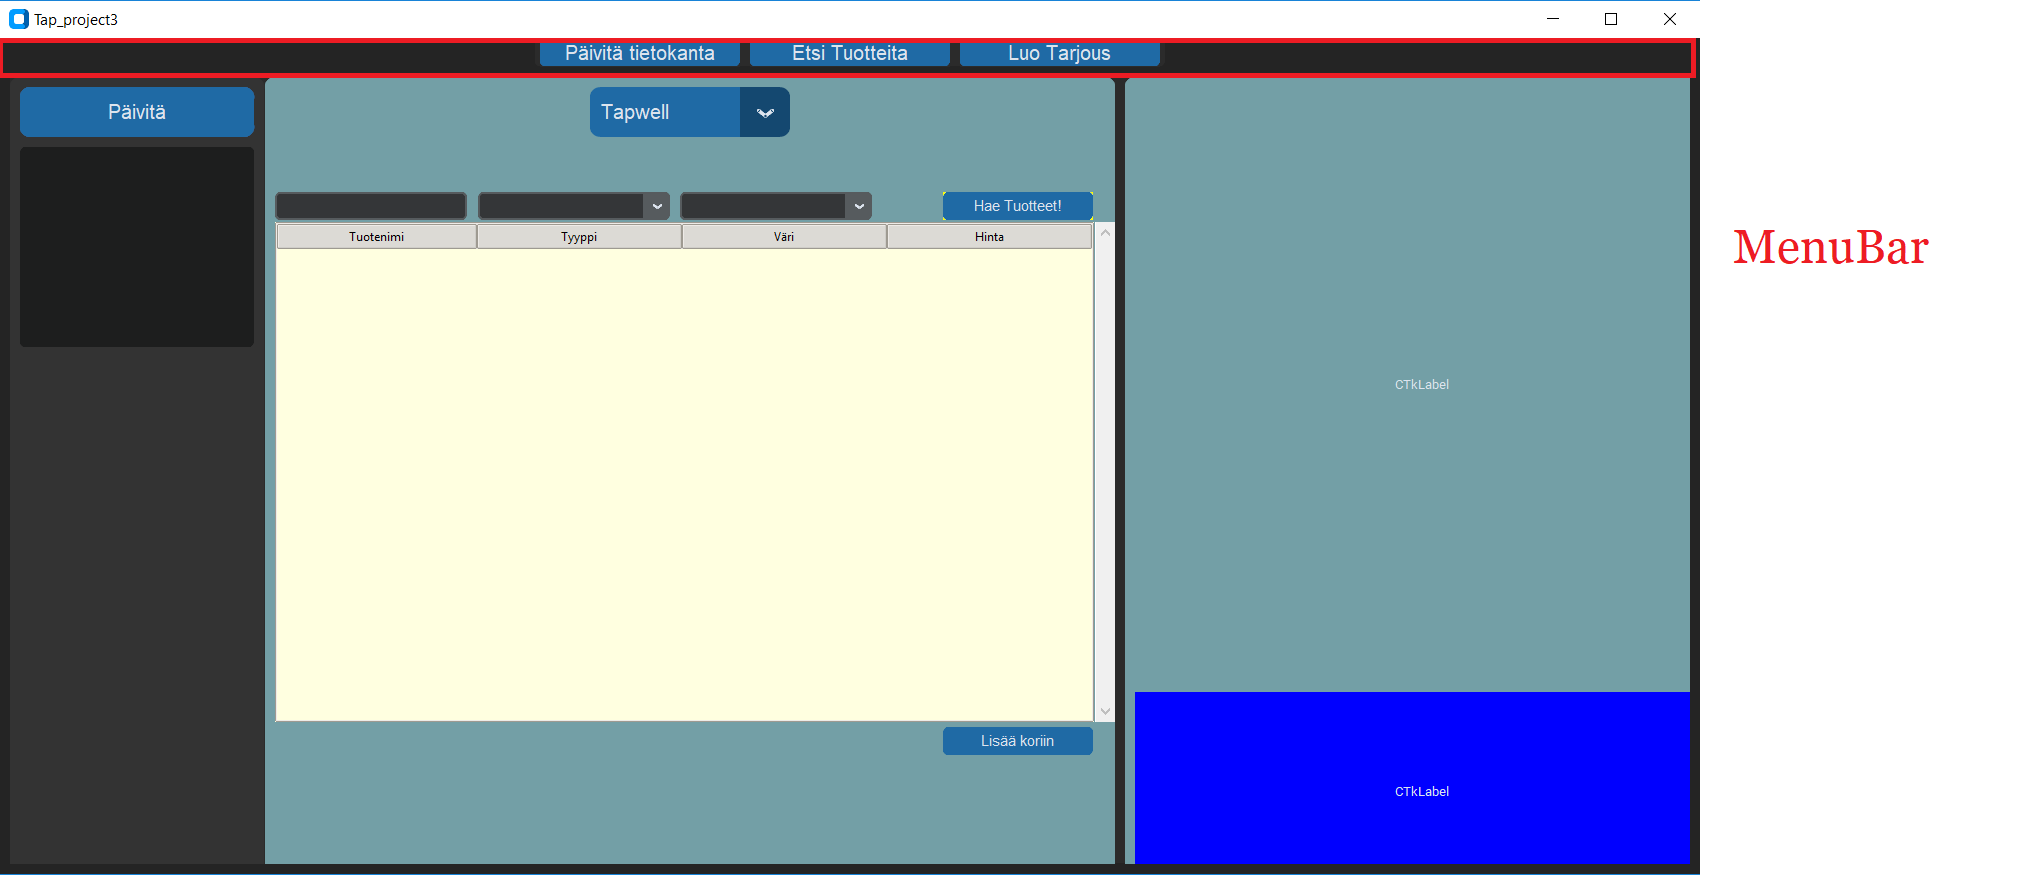 Tap_project3
Päivitä tietokanta
Etsi Tuotteita
Luo Tarjous
Päivitä
Tapwell
Hae Tuotteet!
Tuotenimi
Tyyppi
Väri
Hinta
MenuBar
CTkLabel
Lisää koriin
CTkLabel